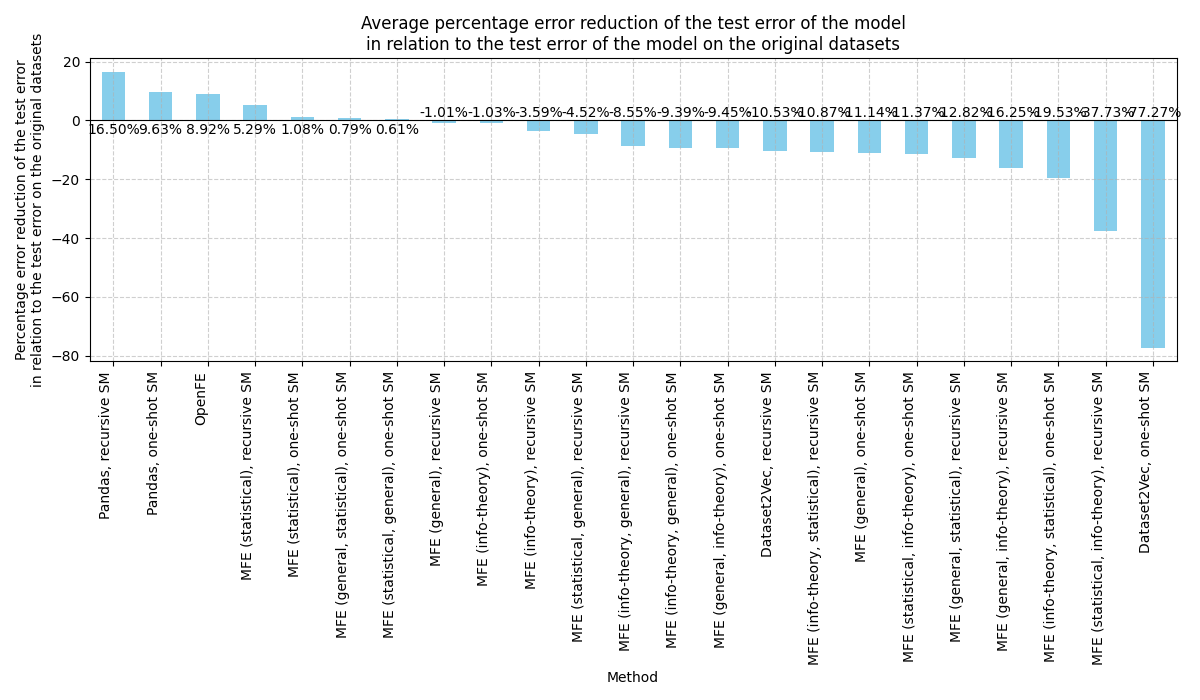 Average percentage error reduction of the test error of the model
in relation to the test error of the model on the original datasets
Percentage error reduction of the test error
in relation to the test error on the original datasets
20
0
−20
−40
−60
−80
16.50%
9.63%
8.92%
5.29%
1.08%
0.79%
0.61%
-1.01%
-1.03%
-3.59%
-4.52%
-8.55%
-9.39%
-9.45%
-10.53%
-10.87%
-11.14%
-11.37%
-12.82%
-16.25%
-19.53%
-37.73%
-77.27%
Pandas, recursive SM
Pandas, one-shot SM
OpenFE
MFE (statistical), recursive SM
MFE (statistical), one-shot SM
MFE (general, statistical), one-shot SM
MFE (statistical, general), one-shot SM
MFE (general), recursive SM
MFE (info-theory), one-shot SM
MFE (info-theory), recursive SM
MFE (statistical, general), recursive SM
MFE (info-theory, general), recursive SM
MFE (info-theory, general), one-shot SM
MFE (general, info-theory), one-shot SM
Dataset2Vec, recursive SM
MFE (info-theory, statistical), recursive SM
MFE (general), one-shot SM
MFE (statistical, info-theory), one-shot SM
MFE (general, statistical), recursive SM
MFE (general, info-theory), recursive SM
MFE (info-theory, statistical), one-shot SM
MFE (statistical, info-theory), recursive SM
Dataset2Vec, one-shot SM
Method